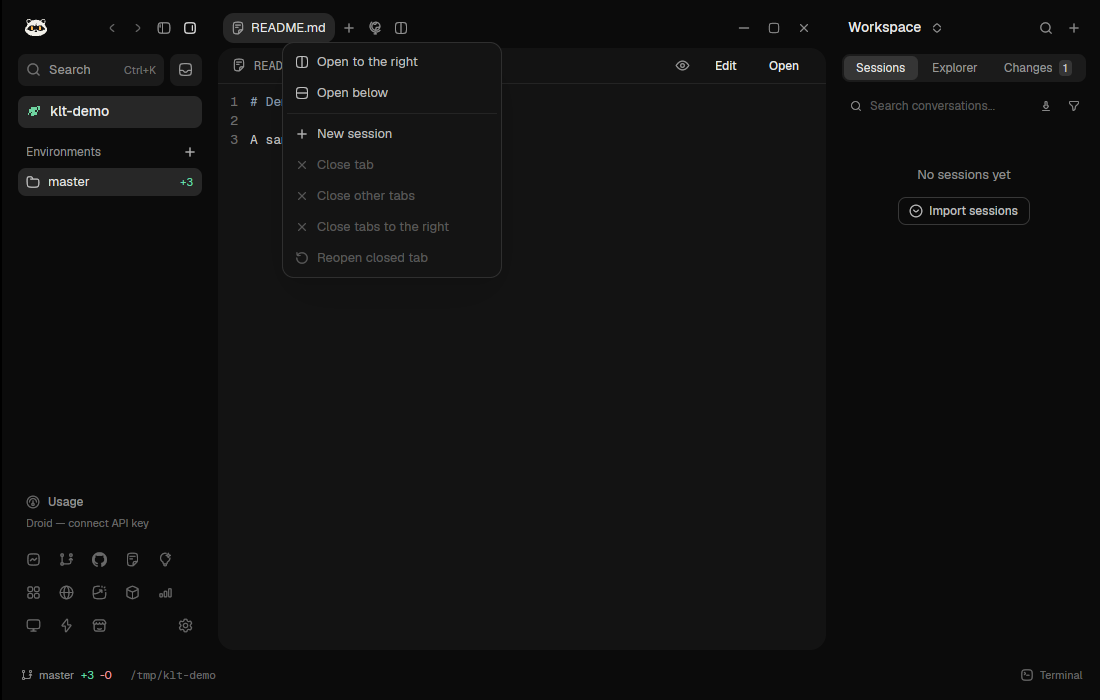 README.md
Search Ctrl+K
klt-demo
Environments
master +3
Usage
Droid — connect API key
READ
Edit Open
1 # De
2
3 A sa
Open to the right
Open below
New session
Close tab
Close other tabs
Close tabs to the right
Reopen closed tab
Workspace
Sessions Explorer Changes 1
Search conversations...
No sessions yet
Import sessions
master +3 -0 /tmp/klt-demo
Terminal